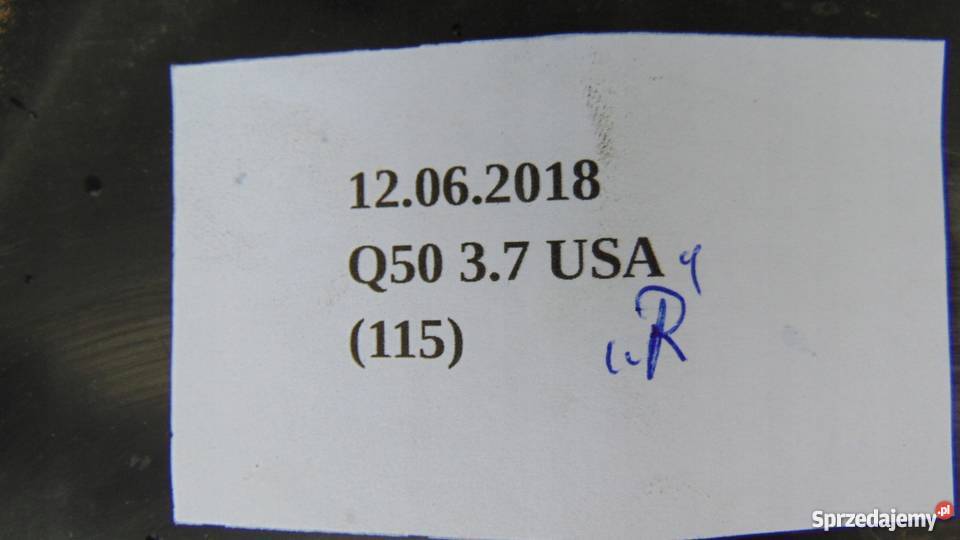 12.06.2018
Q50 3.7 USA
(115)
R
Sprzedajemy.pl